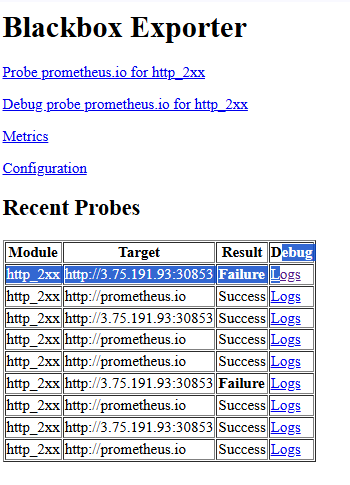 Blackbox Exporter
Probe prometheus.io for http_2xx
Debug probe prometheus.io for http_2xx
Metrics
Configuration
Recent Probes
Module Target Result Debug
http_2xx http://3.75.191.93:30853 Failure Logs
http_2xx http://prometheus.io Success Logs
http_2xx http://3.75.191.93:30853 Success Logs
http_2xx http://prometheus.io Success Logs
http_2xx http://prometheus.io Success Logs
http_2xx http://3.75.191.93:30853 Failure Logs
http_2xx http://prometheus.io Success Logs
http_2xx http://3.75.191.93:30853 Success Logs
http_2xx http://prometheus.io Success Logs